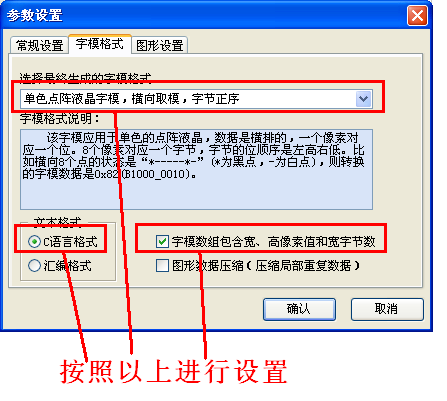 参数设置
常规设置 字模格式 图形设置
选择最终生成的字模格式
单色点阵液晶字模，横向取模，字节正序
字模格式说明：
该字模应用于单色的点阵液晶，数据是横排的，一个像素对
应一个位。8个像素对应一个字节，字节的位顺序是左高右低。比
如横向8个点的状态是“*-----*-”(*为黑点，-为白点)，则转换
的字模数据是0x82(B1000_0010)。
文本格式
C语言格式
汇编格式
字模数组包含宽、高像素值和宽字节数
图形数据压缩(压缩局部重复数据)
确认 取消
按照以上进行设置